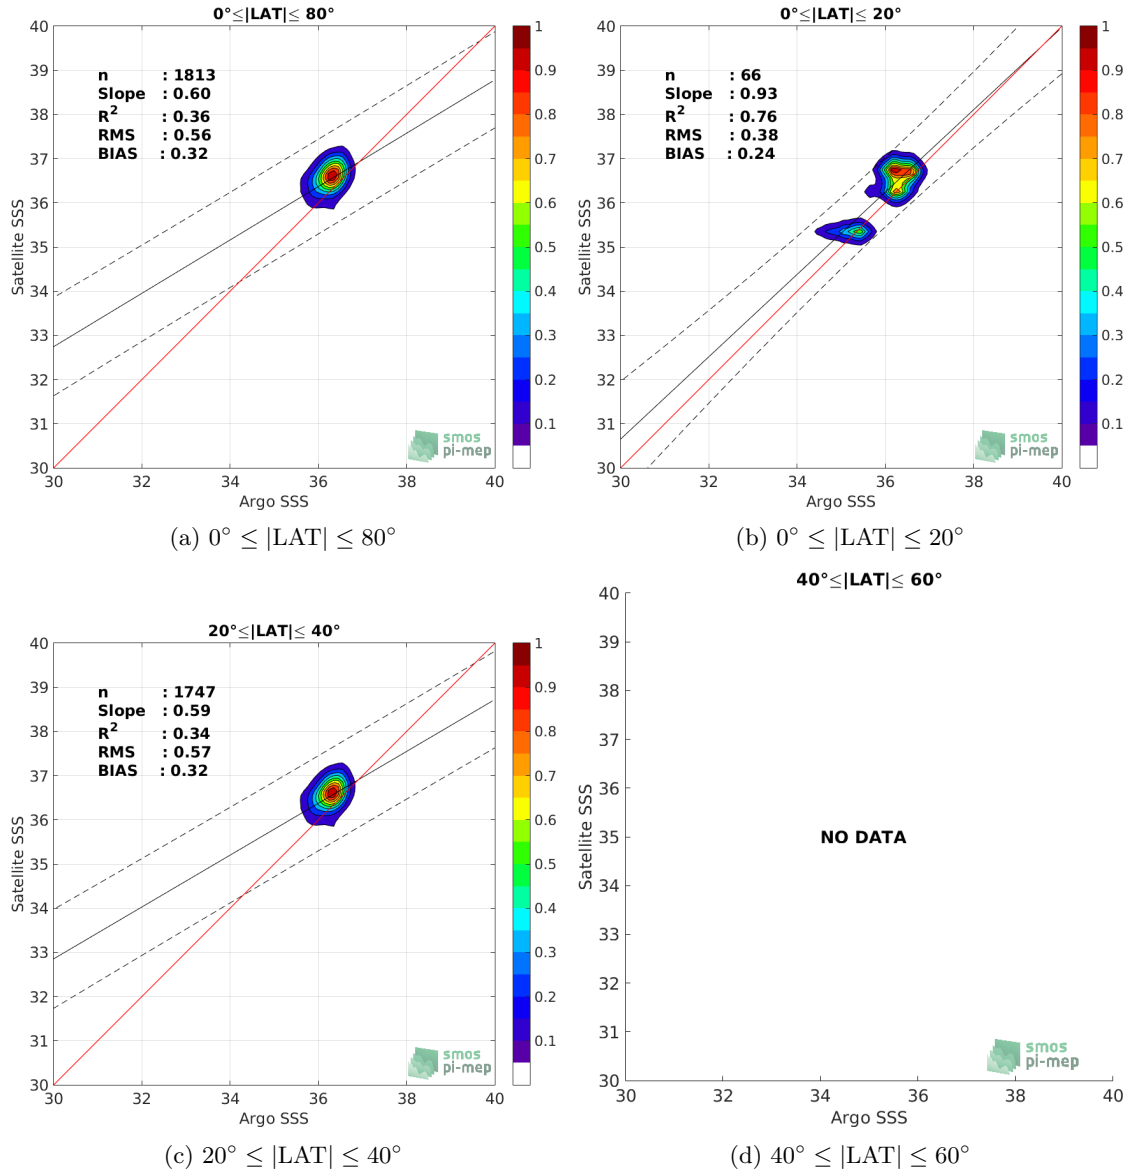 0°≤|LAT|≤ 80°
40
39
38
37
36
35
34
33
32
31
30
Satellite SSS
n : 1813
Slope : 0.60
R² : 0.36
RMS : 0.56
BIAS : 0.32
smos
pi-mep
30 32 34 36 38 40
Argo SSS
1
0.9
0.8
0.7
0.6
0.5
0.4
0.3
0.2
0.1
(a) 0° ≤ |LAT| ≤ 80°
0°≤|LAT|≤ 20°
40
39
38
37
36
35
34
33
32
31
30
Satellite SSS
n : 66
Slope : 0.93
R² : 0.76
RMS : 0.38
BIAS : 0.24
smos
pi-mep
30 32 34 36 38 40
Argo SSS
1
0.9
0.8
0.7
0.6
0.5
0.4
0.3
0.2
0.1
(b) 0° ≤ |LAT| ≤ 20°
20°≤|LAT|≤ 40°
40
39
38
37
36
35
34
33
32
31
30
Satellite SSS
n : 1747
Slope : 0.59
R² : 0.34
RMS : 0.57
BIAS : 0.32
smos
pi-mep
30 32 34 36 38 40
Argo SSS
1
0.9
0.8
0.7
0.6
0.5
0.4
0.3
0.2
0.1
(c) 20° ≤ |LAT| ≤ 40°
40°≤|LAT|≤ 60°
40
39
38
37
36
35
34
33
32
31
30
Satellite SSS
NO DATA
smos
pi-mep
30 32 34 36 38 40
Argo SSS
(d) 40° ≤ |LAT| ≤ 60°